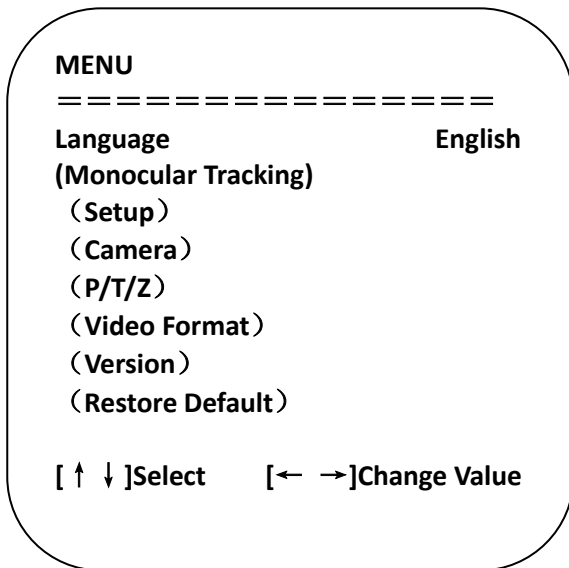 MENU
===============
Language English
(Monocular Tracking)
（Setup）
（Camera）
（P/T/Z）
（Video Format）
（Version）
（Restore Default）
[↑ ↓]Select [← →]Change Value